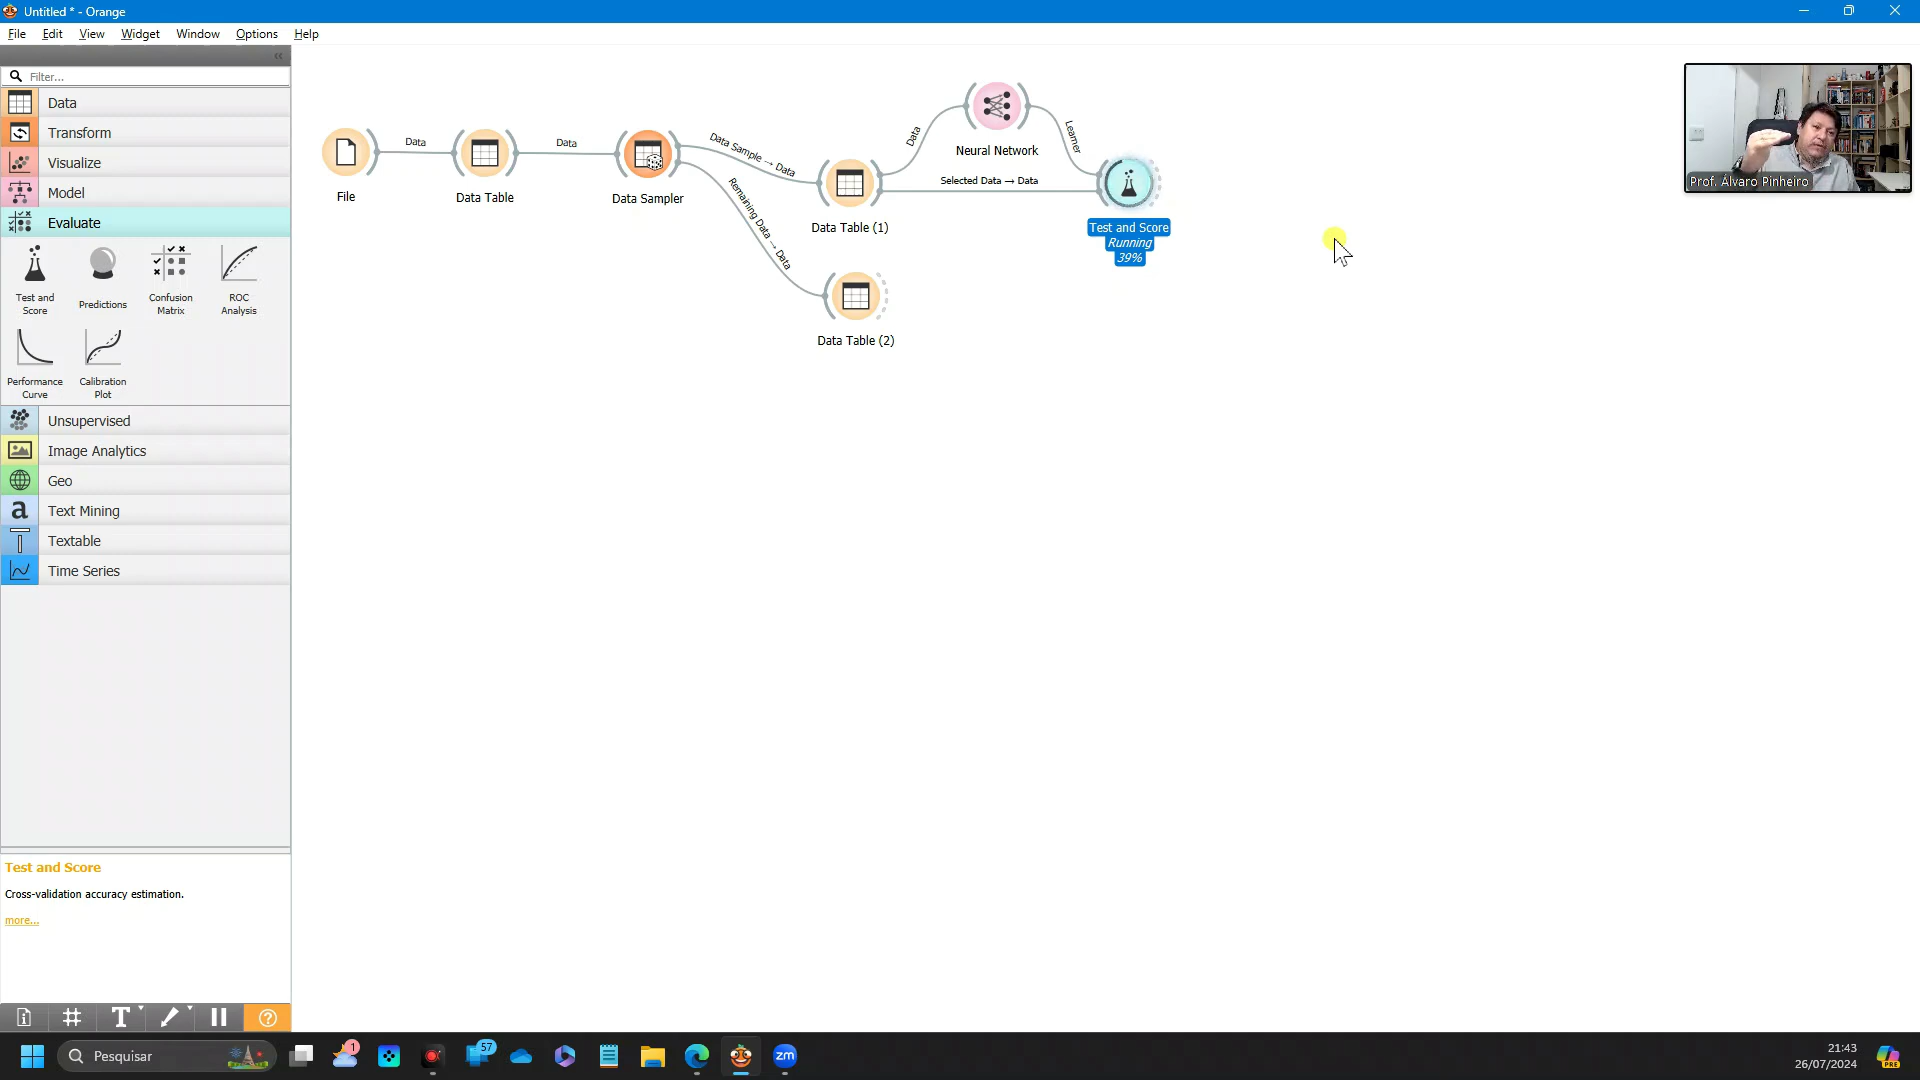 Untitled * - Orange
File Edit View Widget Window Options Help
Filter...
Data
Transform
Visualize
Model
Evaluate
Test and
Score
Predictions
Confusion
Matrix
ROC
Analysis
Performance
Curve
Calibration
Plot
Unsupervised
Image Analytics
Geo
a Text Mining
Textable
Time Series
Test and Score
Cross-validation accuracy estimation.
more...
File
Data
Data Table
Data
Data Sampler
Data Sample → Data
Remaining Data → Data
Data Table (1)
Data Table (2)
Data
Neural Network
Learner
Selected Data → Data
Test and Score
Running
39%
Prof. Álvaro Pinheiro
Pesquisar
1
57
zm
21:43
26/07/2024
PRE